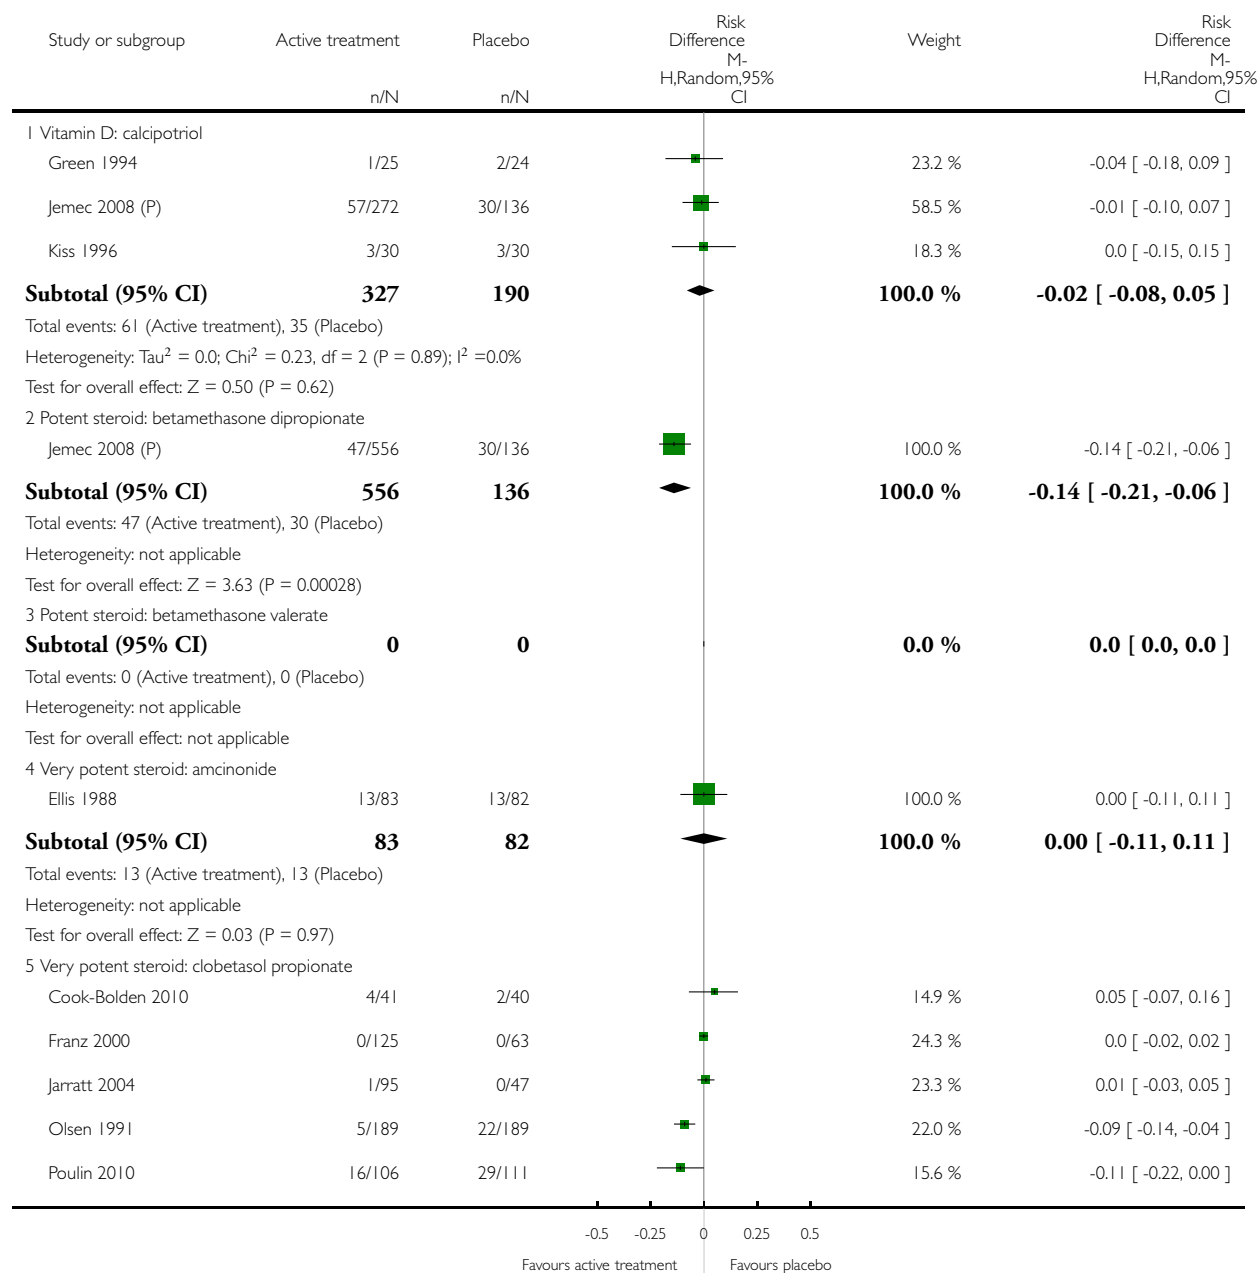 Study or subgroup Active treatment Placebo Risk Difference M-H,Random,95% CI Weight Risk Difference M-H,Random,95% CI
n/N n/N
1 Vitamin D: calcipotriol
Green 1994 1/25 2/24 23.2 % -0.04 [ -0.18, 0.09 ]
Jemec 2008 (P) 57/272 30/136 58.5 % -0.01 [ -0.10, 0.07 ]
Kiss 1996 3/30 3/30 18.3 % 0.0 [ -0.15, 0.15 ]
Subtotal (95% CI) 327 190 100.0 % -0.02 [ -0.08, 0.05 ]
Total events: 61 (Active treatment), 35 (Placebo)
Heterogeneity: Tau² = 0.0; Chi² = 0.23, df = 2 (P = 0.89); I² =0.0%
Test for overall effect: Z = 0.50 (P = 0.62)
2 Potent steroid: betamethasone dipropionate
Jemec 2008 (P) 47/556 30/136 100.0 % -0.14 [ -0.21, -0.06 ]
Subtotal (95% CI) 556 136 100.0 % -0.14 [ -0.21, -0.06 ]
Total events: 47 (Active treatment), 30 (Placebo)
Heterogeneity: not applicable
Test for overall effect: Z = 3.63 (P = 0.00028)
3 Potent steroid: betamethasone valerate
Subtotal (95% CI) 0 0 0.0 % 0.0 [ 0.0, 0.0 ]
Total events: 0 (Active treatment), 0 (Placebo)
Heterogeneity: not applicable
Test for overall effect: not applicable
4 Very potent steroid: amcinonide
Ellis 1988 13/83 13/82 100.0 % 0.00 [ -0.11, 0.11 ]
Subtotal (95% CI) 83 82 100.0 % 0.00 [ -0.11, 0.11 ]
Total events: 13 (Active treatment), 13 (Placebo)
Heterogeneity: not applicable
Test for overall effect: Z = 0.03 (P = 0.97)
5 Very potent steroid: clobetasol propionate
Cook-Bolden 2010 4/41 2/40 14.9 % 0.05 [ -0.07, 0.16 ]
Franz 2000 0/125 0/63 24.3 % 0.0 [ -0.02, 0.02 ]
Jarratt 2004 1/95 0/47 23.3 % 0.01 [ -0.03, 0.05 ]
Olsen 1991 5/189 22/189 22.0 % -0.09 [ -0.14, -0.04 ]
Poulin 2010 16/106 29/111 15.6 % -0.11 [ -0.22, 0.00 ]
-0.5 -0.25 0 0.25 0.5
Favours active treatment Favours placebo